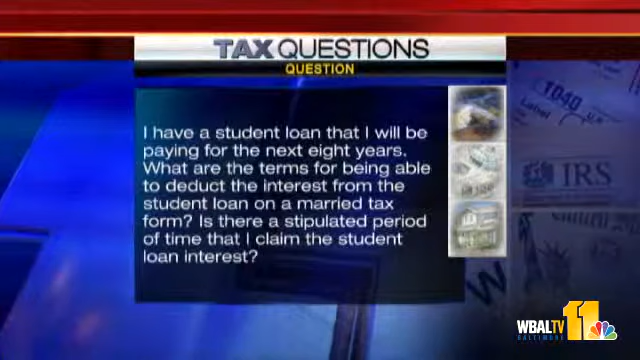 TAX QUESTIONS
QUESTION
I have a student loan that I will be
paying for the next eight years.
What are the terms for being able
to deduct the interest from the
student loan on a married tax
form? Is there a stipulated period
of time that I claim the student
loan interest?
1040
Label
IRS
WBALTV 11
BALTIMORE